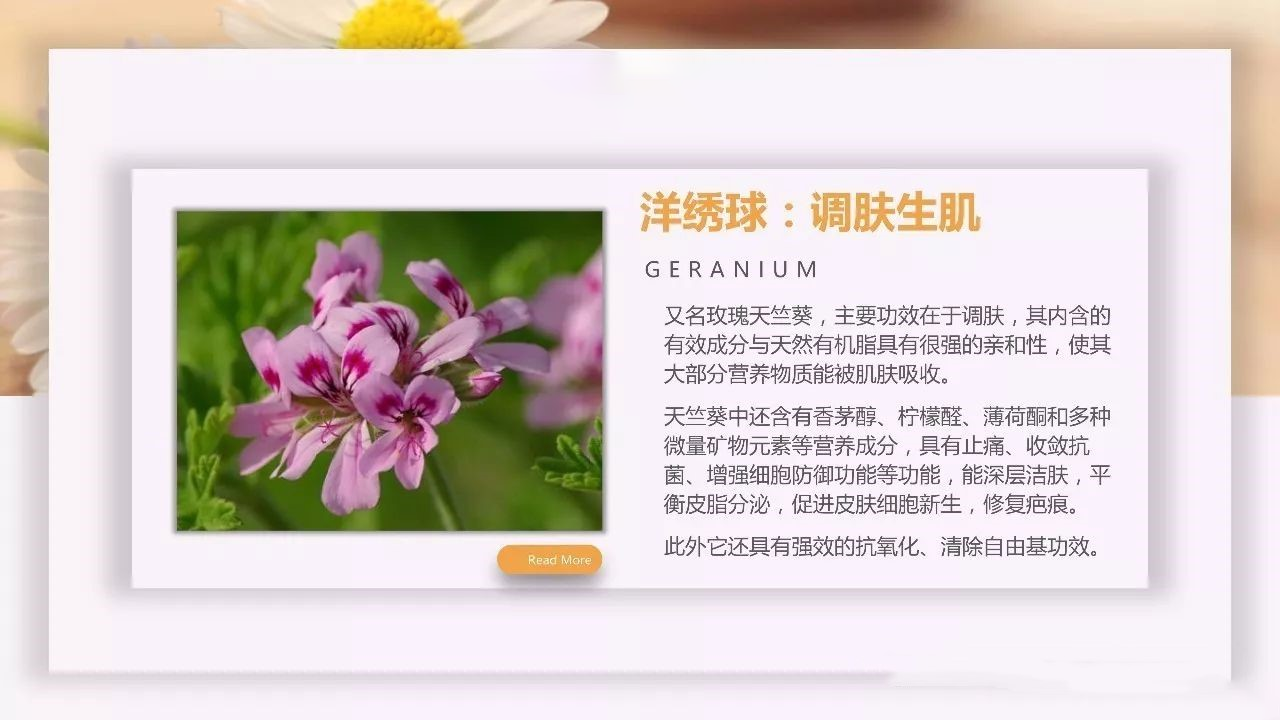 洋绣球：调肤生肌
GERANIUM
又名玫瑰天竺葵，主要功效在于调肤，其内含的
有效成分与天然有机脂具有很强的亲和性，使其
大部分营养物质能被肌肤吸收。
天竺葵中还含有香茅醇、柠檬醛、薄荷酮和多种
微量矿物元素等营养成分，具有止痛、收敛抗
菌、增强细胞防御功能等功能，能深层洁肤，平
衡皮脂分泌，促进皮肤细胞新生，修复疤痕。
此外它还具有强效的抗氧化、清除自由基功效。
Read More